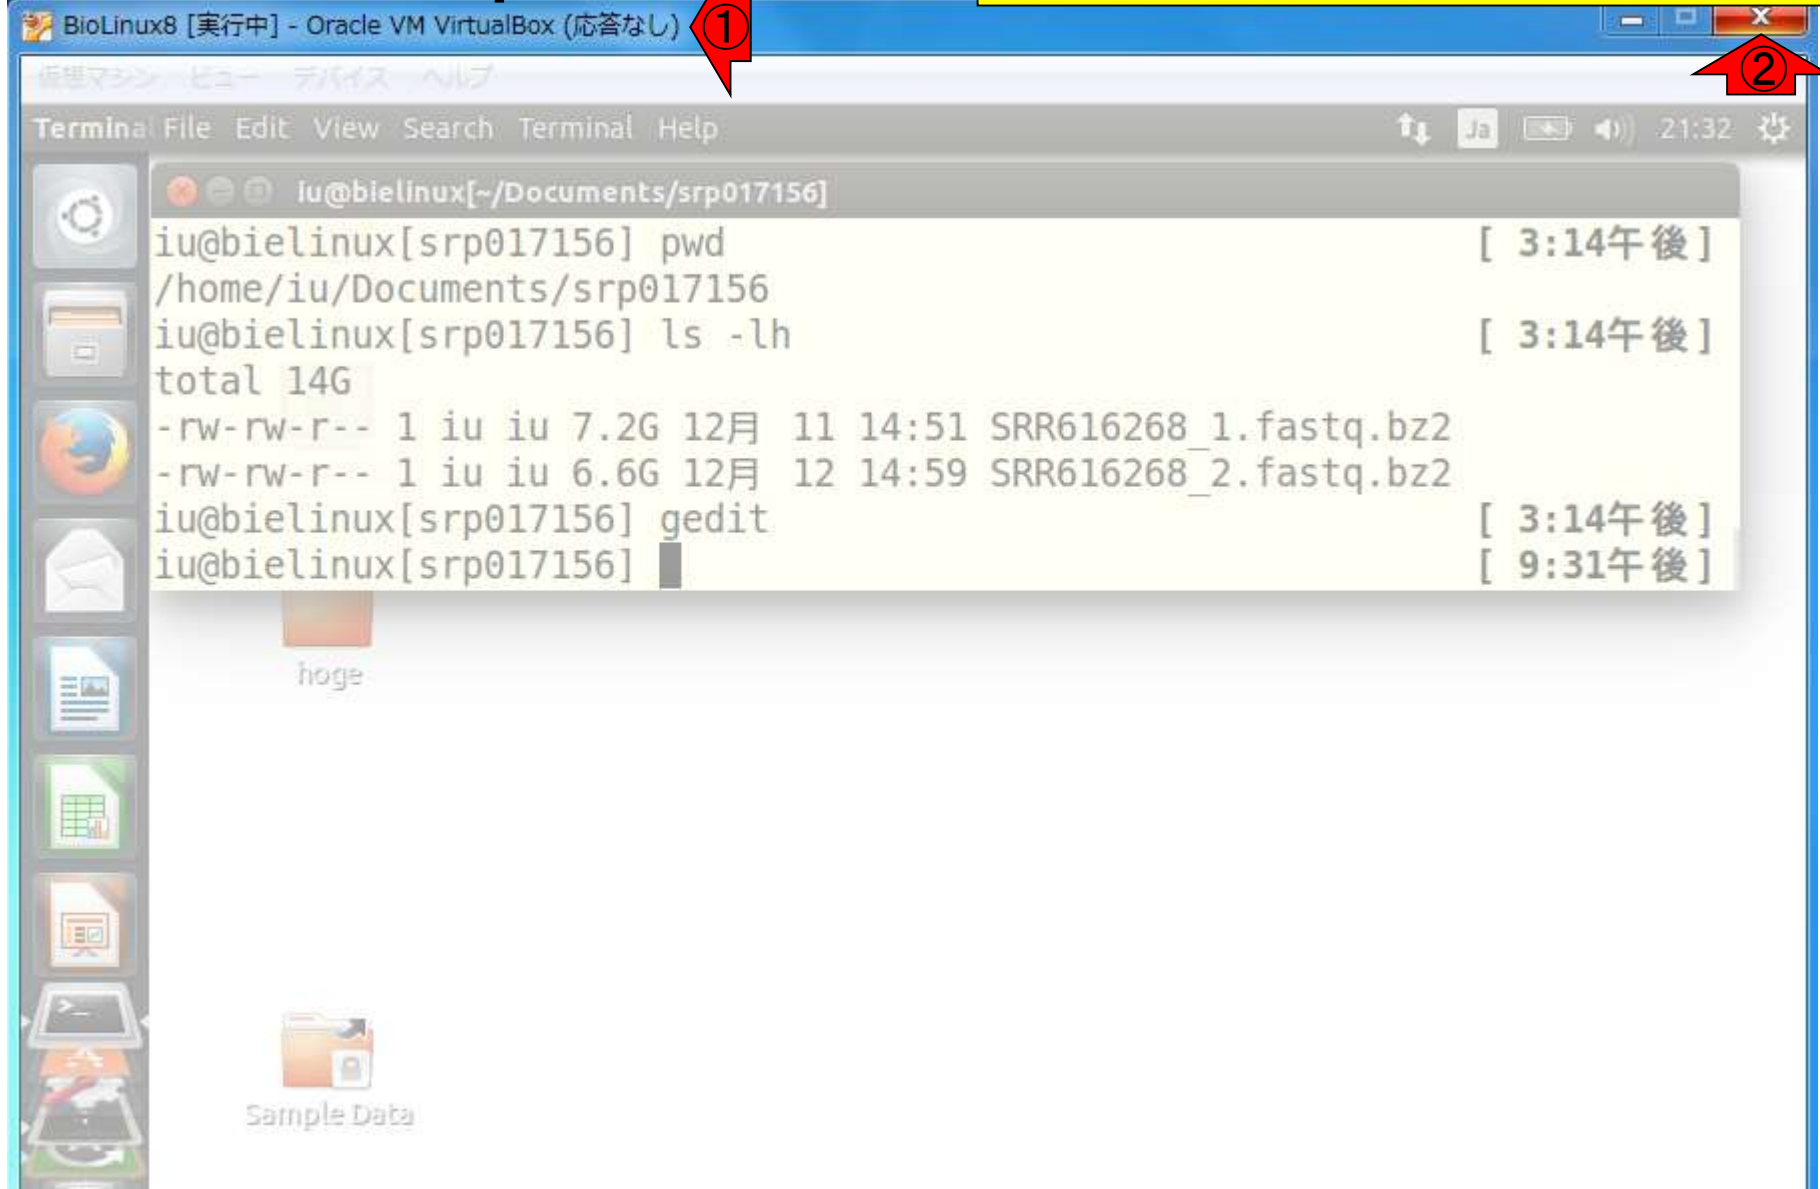 BioLinux8 [実行中] - Oracle VM VirtualBox (応答なし)
①
②
仮想マシン ビュー デバイス ヘルプ
Termina File Edit View Search Terminal Help Ja 21:32
iu@bielinux[~/Documents/srp017156]
iu@bielinux[srp017156] pwd [ 3:14午後]
/home/iu/Documents/srp017156
iu@bielinux[srp017156] ls -lh [ 3:14午後]
total 14G
-rw-rw-r-- 1 iu iu 7.2G 12月 11 14:51 SRR616268_1.fastq.bz2
-rw-rw-r-- 1 iu iu 6.6G 12月 12 14:59 SRR616268_2.fastq.bz2
iu@bielinux[srp017156] gedit [ 3:14午後]
iu@bielinux[srp017156] [ 9:31午後]
hoge
Sample Data